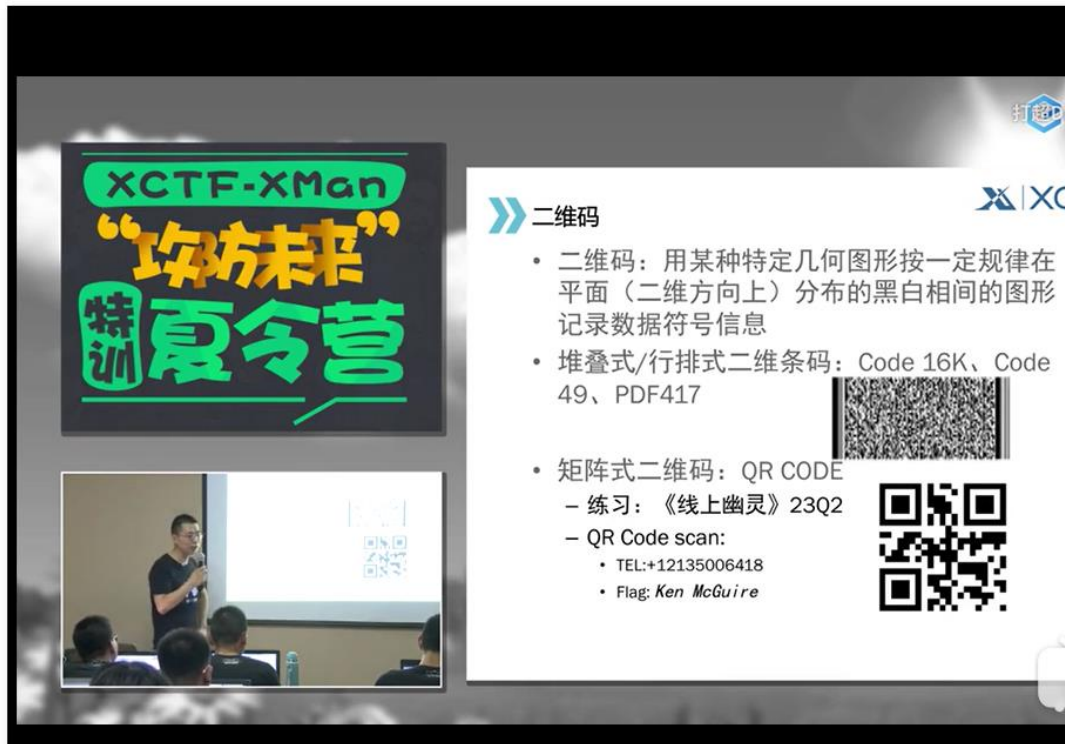 打超D
XCTF-XMan
“攻防未来”
特训
夏令营
XC
二维码
• 二维码：用某种特定几何图形按一定规律在
平面（二维方向上）分布的黑白相间的图形
记录数据符号信息
• 堆叠式/行排式二维条码：Code 16K、Code
49、PDF417
• 矩阵式二维码：QR CODE
– 练习：《线上幽灵》23Q2
– QR Code scan:
• TEL:+12135006418
• Flag: Ken McGuire